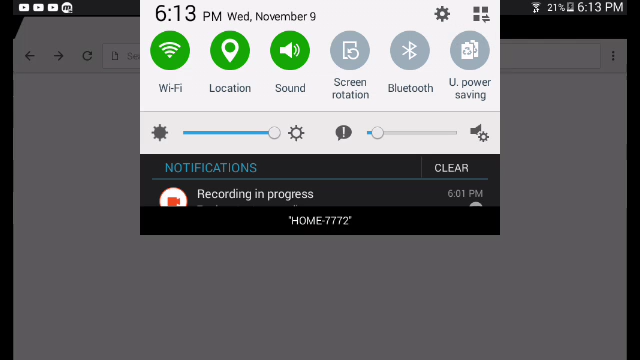 21% 6:13 PM
6:13 PM Wed, November 9
Wi-Fi
Location
Sound
Screen
rotation
Bluetooth
U. power
saving
NOTIFICATIONS
CLEAR
Recording in progress
6:01 PM
"HOME-7772"